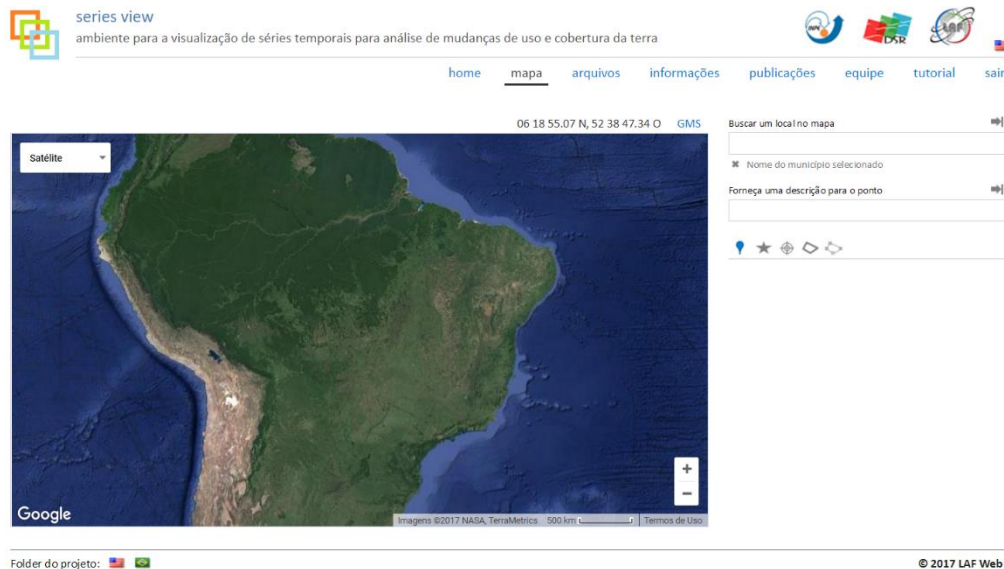 series view
ambiente para a visualização de séries temporais para análise de mudanças de uso e cobertura da terra
DSR
LAF
home mapa arquivos informações publicações equipe tutorial sair
06 18 55.07 N, 52 38 47.34 O GMS
Buscar um local no mapa
Satélite
✖ Nome do município selecionado
Forneça uma descrição para o ponto
+
−
Google
Imagens ©2017 NASA, TerraMetrics 500 km Termos de Uso
Folder do projeto:
© 2017 LAF Web